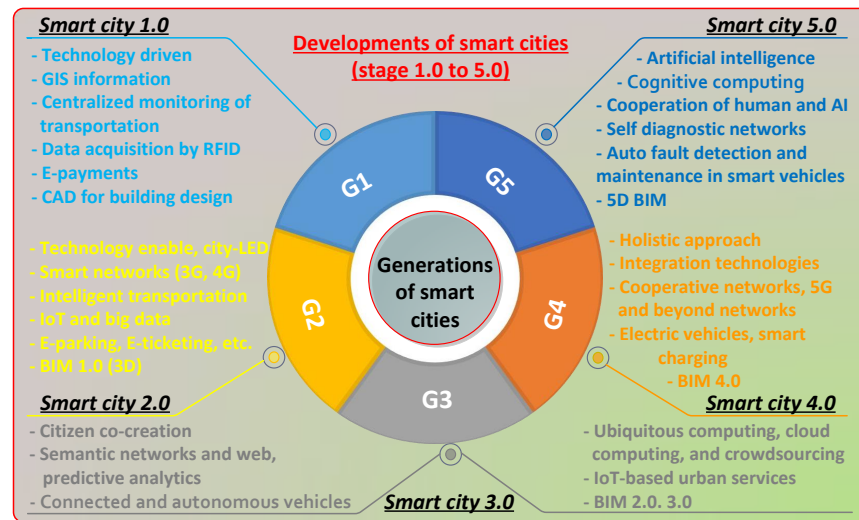 Smart city 1.0
- Technology driven
- GIS information
- Centralized monitoring of
transportation
- Data acquisition by RFID
- E-payments
- CAD for building design
Developments of smart cities
(stage 1.0 to 5.0)
Smart city 5.0
- Artificial intelligence
- Cognitive computing
- Cooperation of human and AI
- Self diagnostic networks
- Auto fault detection and
maintenance in smart vehicles
- 5D BIM
G1
G5
G2
G4
G3
Generations
of smart
cities
- Technology enable, city-LED
- Smart networks (3G, 4G)
- Intelligent transportation
- IoT and big data
- E-parking, E-ticketing, etc.
- BIM 1.0 (3D)
Smart city 2.0
- Holistic approach
- Integration technologies
- Cooperative networks, 5G
and beyond networks
- Electric vehicles, smart
charging
- BIM 4.0
Smart city 4.0
- Citizen co-creation
- Semantic networks and web,
predictive analytics
- Connected and autonomous vehicles
Smart city 3.0
- Ubiquitous computing, cloud
computing, and crowdsourcing
- IoT-based urban services
- BIM 2.0. 3.0